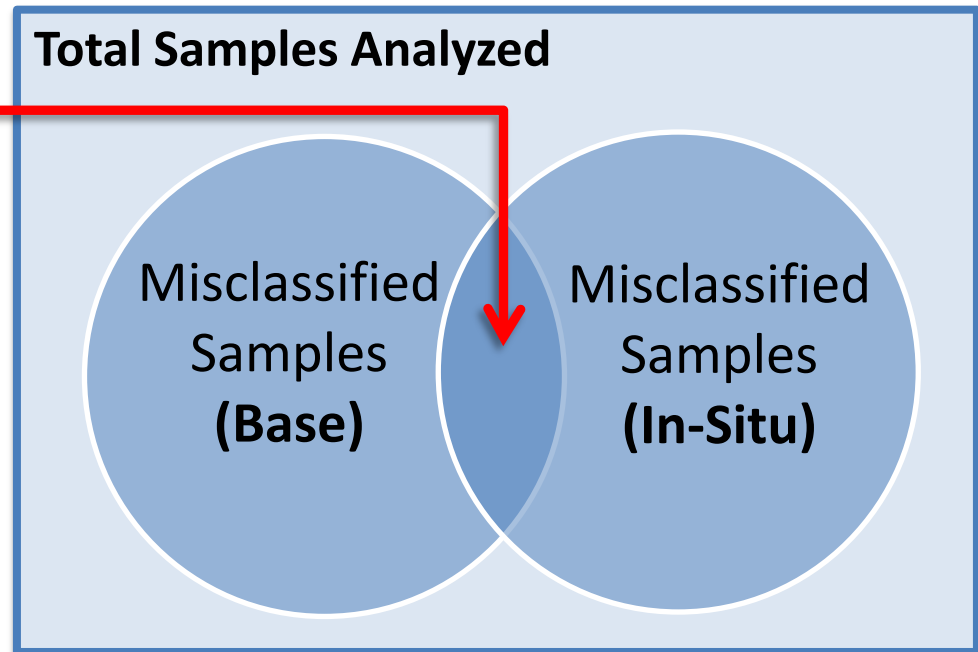 Total Samples Analyzed
Misclassified
Samples
(Base)
Misclassified
Samples
(In-Situ)